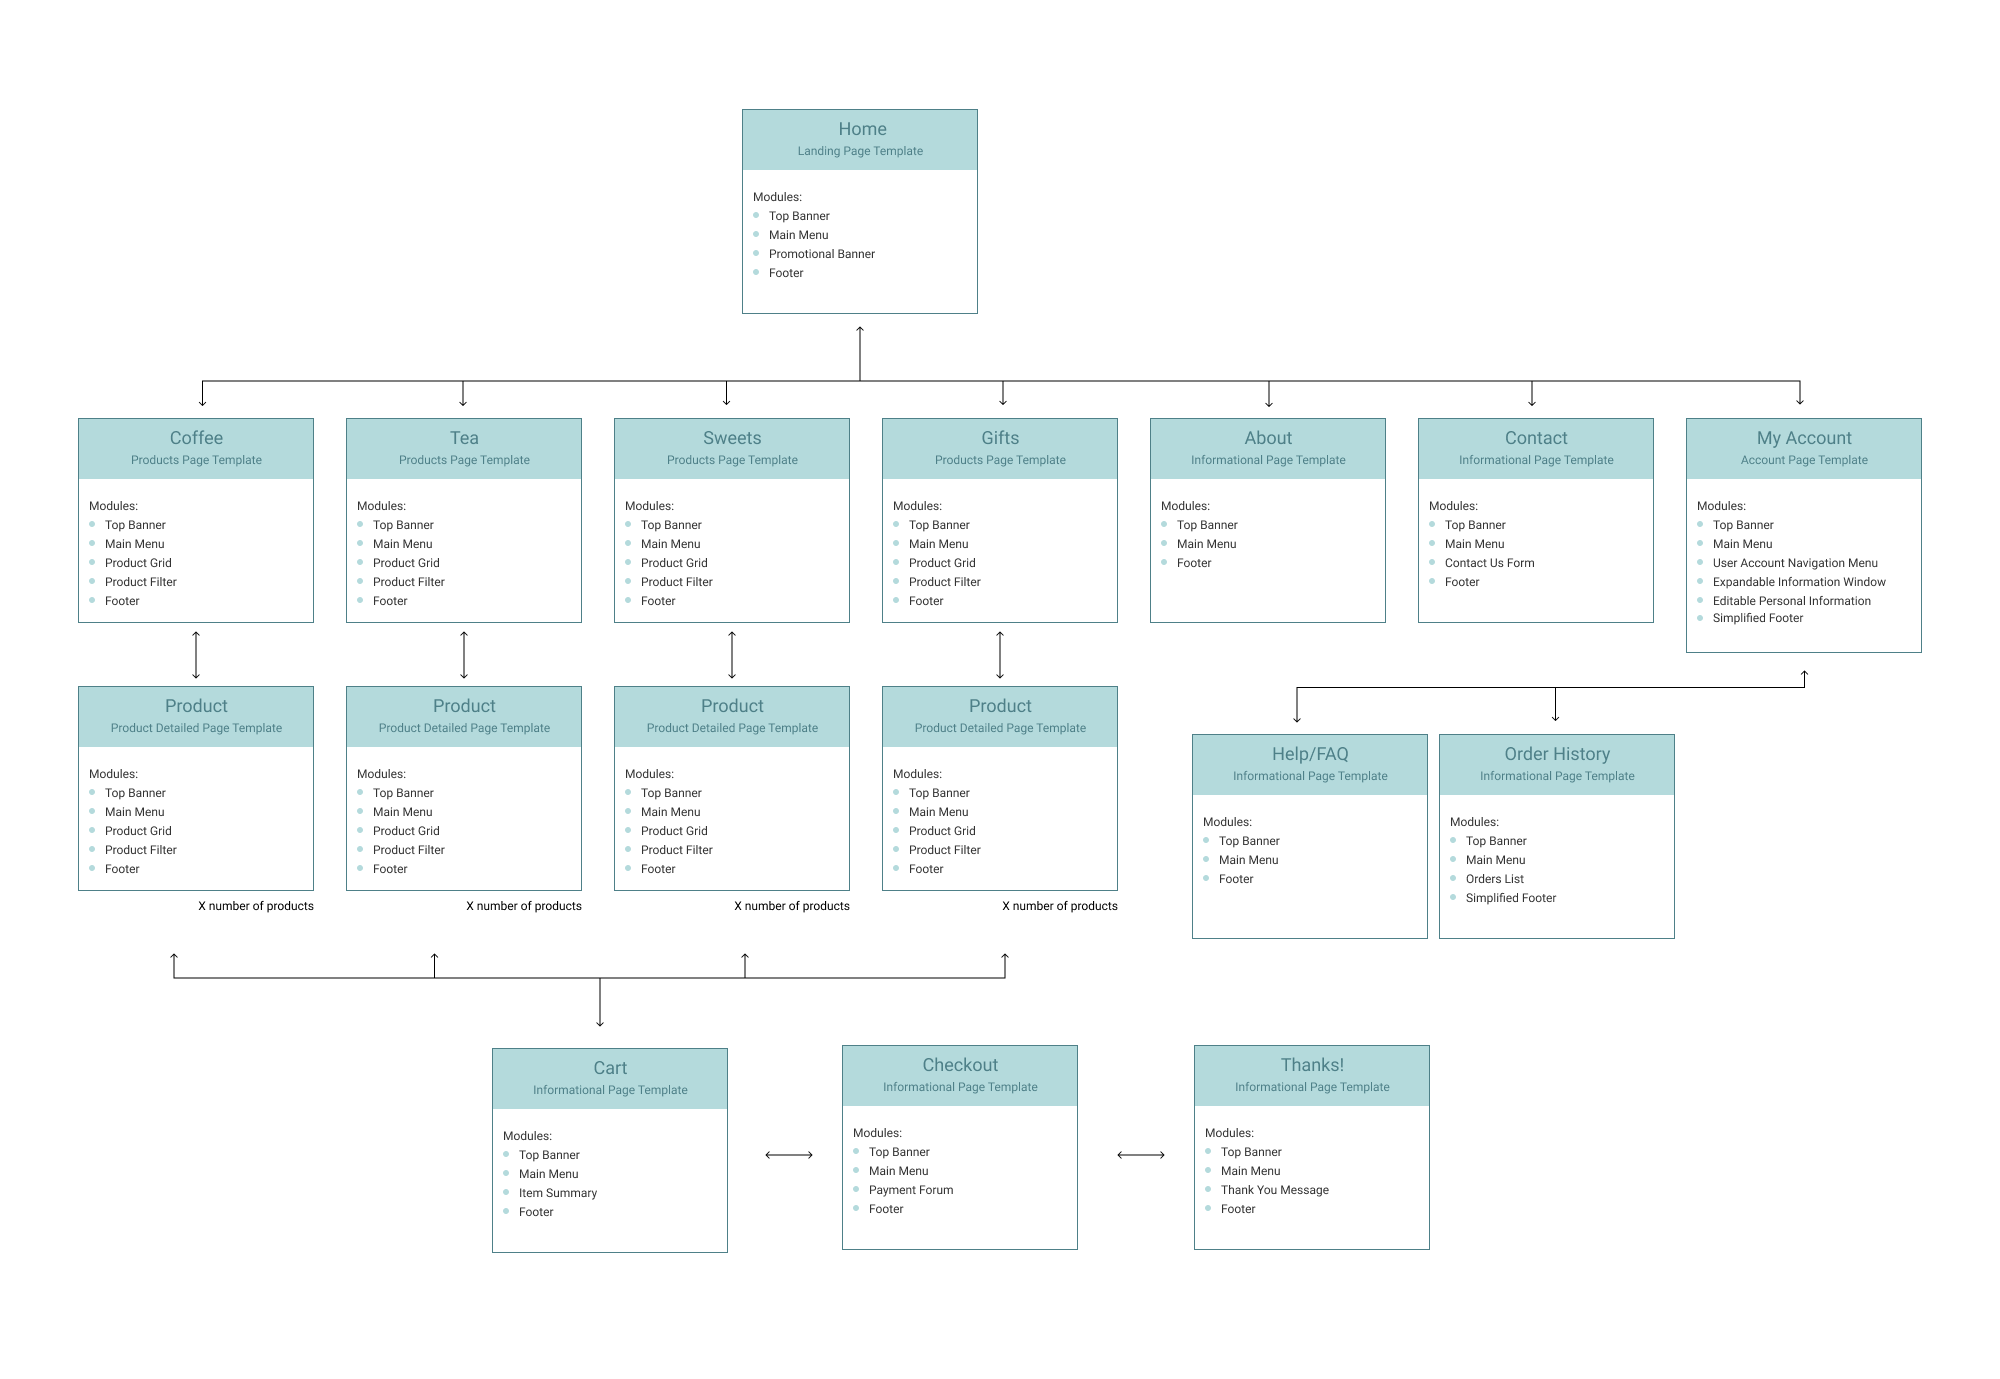 Home
Landing Page Template
Modules:
Top Banner
Main Menu
Promotional Banner
Footer
Coffee
Products Page Template
Modules:
Top Banner
Main Menu
Product Grid
Product Filter
Footer
Tea
Products Page Template
Modules:
Top Banner
Main Menu
Product Grid
Product Filter
Footer
Sweets
Products Page Template
Modules:
Top Banner
Main Menu
Product Grid
Product Filter
Footer
Gifts
Products Page Template
Modules:
Top Banner
Main Menu
Product Grid
Product Filter
Footer
About
Informational Page Template
Modules:
Top Banner
Main Menu
Footer
Contact
Informational Page Template
Modules:
Top Banner
Main Menu
Contact Us Form
Footer
My Account
Account Page Template
Modules:
Top Banner
Main Menu
User Account Navigation Menu
Expandable Information Window
Editable Personal Information
Simplified Footer
Product
Product Detailed Page Template
Modules:
Top Banner
Main Menu
Product Grid
Product Filter
Footer
X number of products
Product
Product Detailed Page Template
Modules:
Top Banner
Main Menu
Product Grid
Product Filter
Footer
X number of products
Product
Product Detailed Page Template
Modules:
Top Banner
Main Menu
Product Grid
Product Filter
Footer
X number of products
Product
Product Detailed Page Template
Modules:
Top Banner
Main Menu
Product Grid
Product Filter
Footer
X number of products
Help/FAQ
Informational Page Template
Modules:
Top Banner
Main Menu
Footer
Order History
Informational Page Template
Modules:
Top Banner
Main Menu
Orders List
Simplified Footer
Cart
Informational Page Template
Modules:
Top Banner
Main Menu
Item Summary
Footer
Checkout
Informational Page Template
Modules:
Top Banner
Main Menu
Payment Forum
Footer
Thanks!
Informational Page Template
Modules:
Top Banner
Main Menu
Thank You Message
Footer